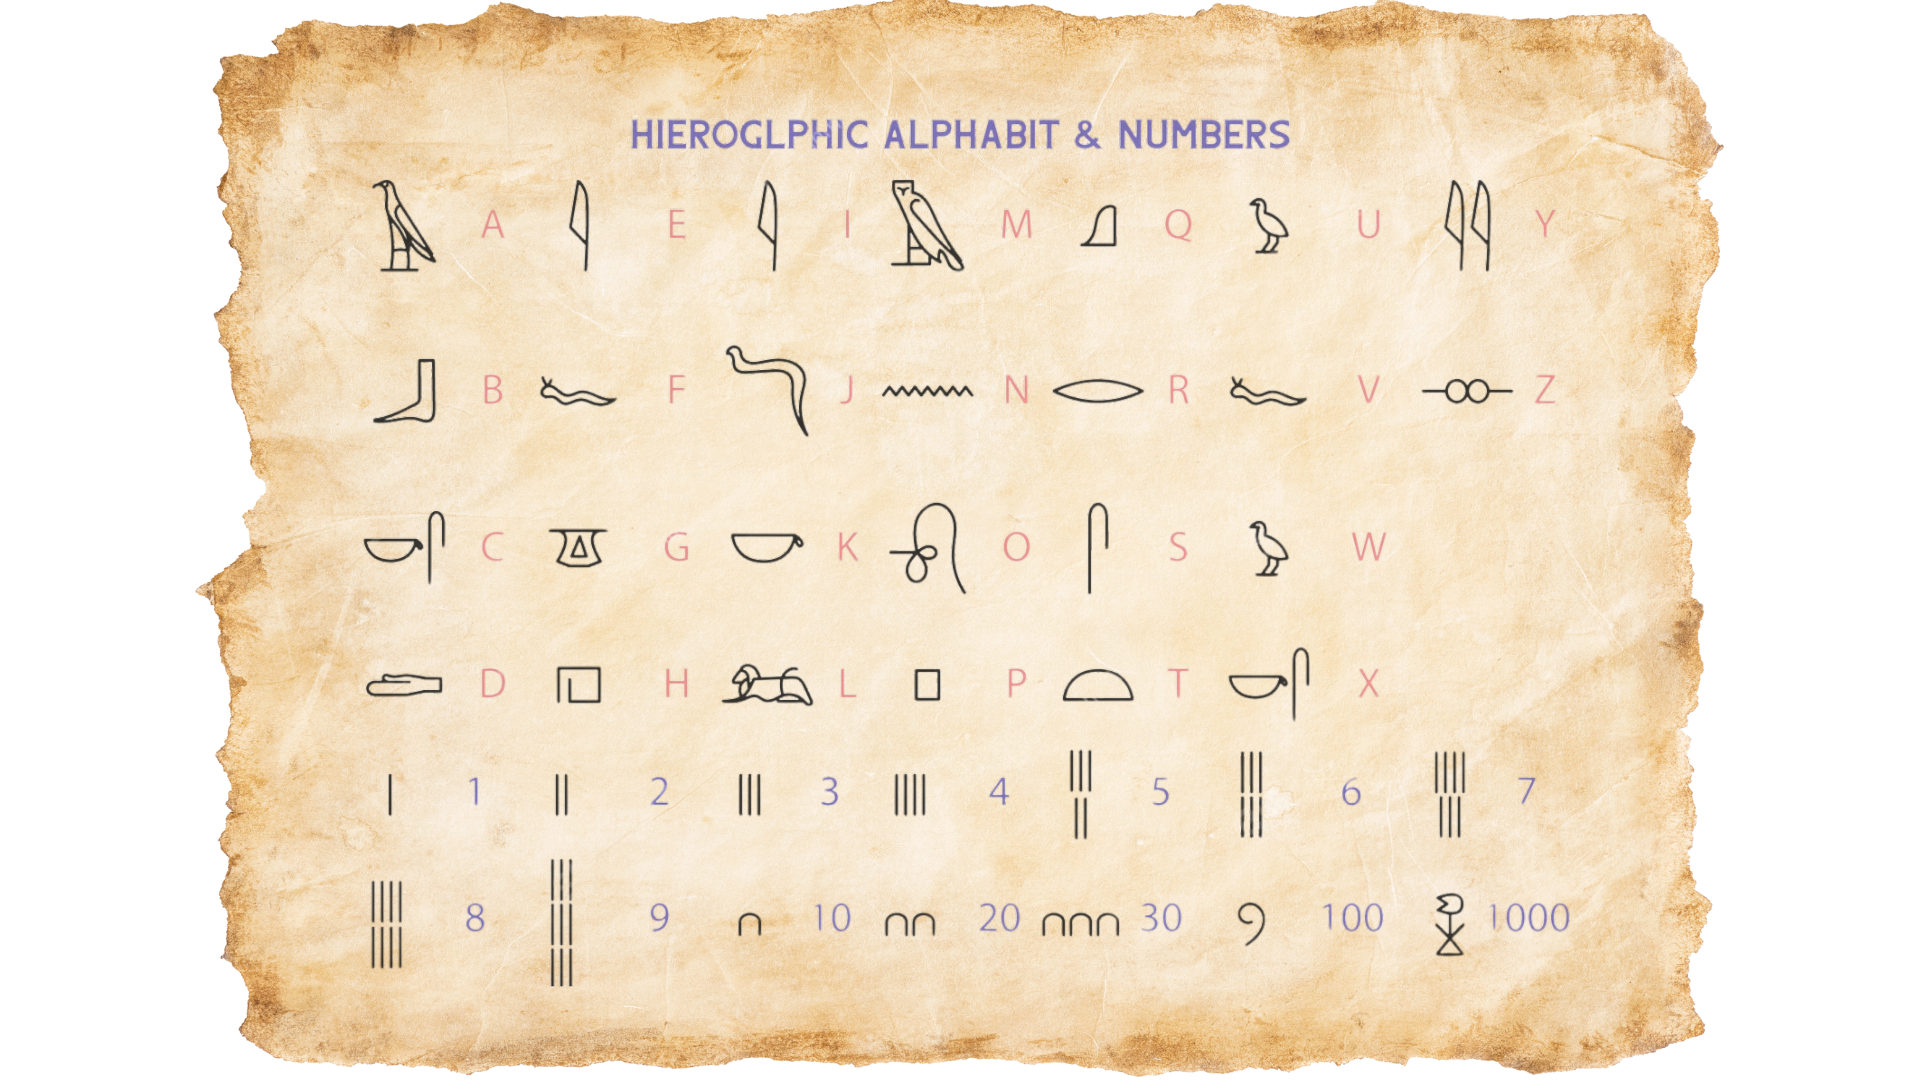 HIEROGLPHIC ALPHABIT & NUMBERS
A E I M Q U Y
B F J N R V Z
C G K O S W
D H L P T X
1 2 3 4 5 6 7
8 9 10 20 30 100 1000